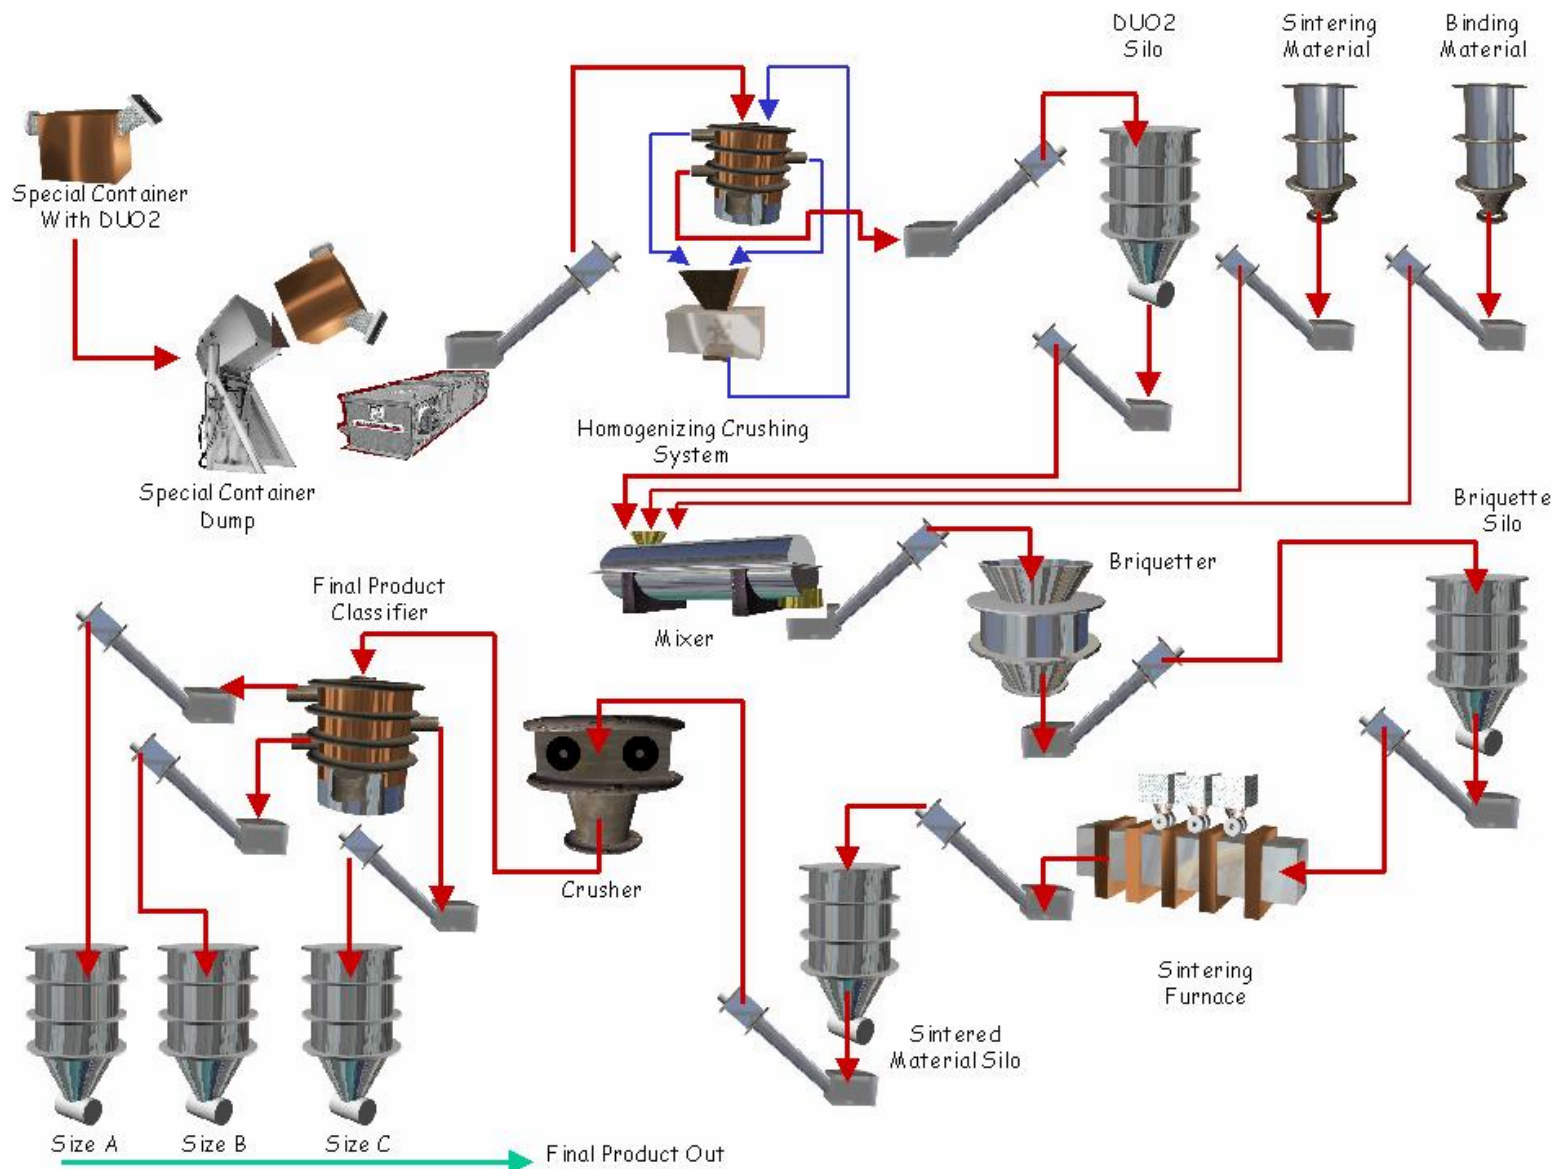 DUO2
Silo
Sintering
Material
Binding
Material
Special Container
With DUO2
Homogenizing Crushing
System
Special Container
Dump
Briquette
Silo
Briquetter
Mixer
Final Product
Classifier
Crusher
Sintering
Furnace
Sintered
Material Silo
Size A
Size B
Size C
Final Product Out